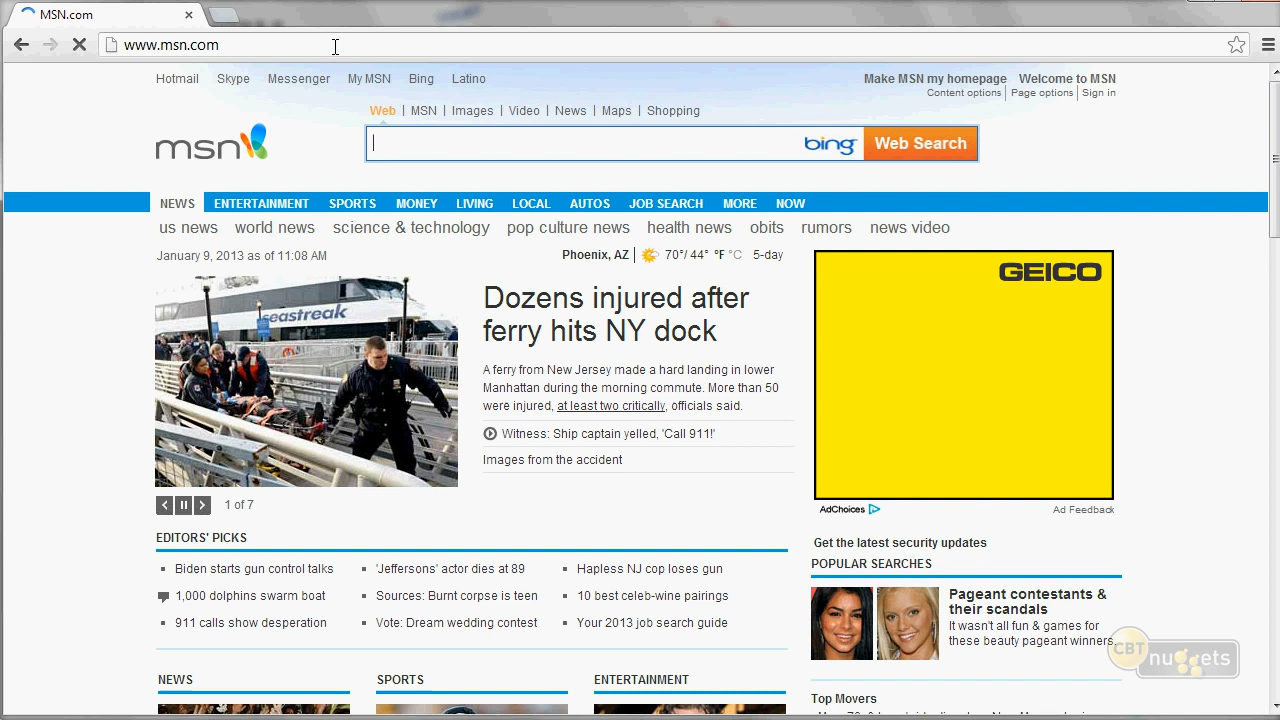 MSN.com
www.msn.com
Hotmail Skype Messenger My MSN Bing Latino
Make MSN my homepage Welcome to MSN
Content options Page options Sign in
Web | MSN | Images | Video | News | Maps | Shopping
msn
bing Web Search
NEWS ENTERTAINMENT SPORTS MONEY LIVING LOCAL AUTOS JOB SEARCH MORE NOW
us news world news science & technology pop culture news health news obits rumors news video
January 9, 2013 as of 11:08 AM
Phoenix, AZ | 70°/ 44° °F °C 5-day
seastreak
Dozens injured after
ferry hits NY dock
A ferry from New Jersey made a hard landing in lower
Manhattan during the morning commute. More than 50
were injured, at least two critically, officials said.
Witness: Ship captain yelled, 'Call 911!'
Images from the accident
1 of 7
GEICO
AdChoices
Ad Feedback
EDITORS' PICKS
Biden starts gun control talks
1,000 dolphins swarm boat
911 calls show desperation
'Jeffersons' actor dies at 89
Sources: Burnt corpse is teen
Vote: Dream wedding contest
Hapless NJ cop loses gun
10 best celeb-wine pairings
Your 2013 job search guide
Get the latest security updates
POPULAR SEARCHES
Pageant contestants &
their scandals
It wasn't all fun & games for
these beauty pageant winners.
CBT nuggets
NEWS
SPORTS
ENTERTAINMENT
Top Movers